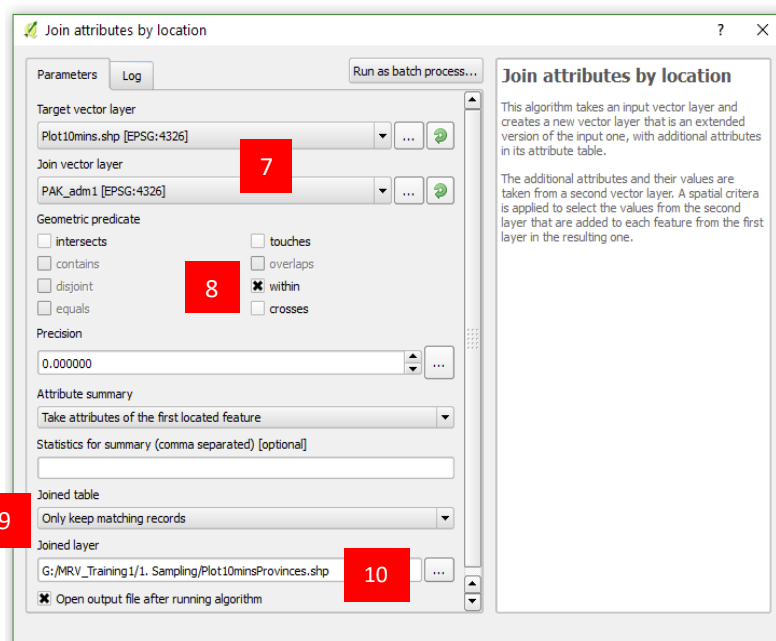 Join attributes by location
? X
Parameters Log Run as batch process...
Target vector layer
Plot10mins.shp [EPSG:4326] ...
7
Join vector layer
PAK_adm1 [EPSG:4326] ...
Geometric predicate
intersects touches
contains overlaps
8
disjoint within
equals crosses
Precision
0.000000 ...
Attribute summary
Take attributes of the first located feature
Statistics for summary (comma separated) [optional]
Joined table
9
Only keep matching records
Joined layer
G:/MRV_Training1/1. Sampling/Plot10minsProvinces.shp 10 ...
Open output file after running algorithm
Join attributes by location
This algorithm takes an input vector layer and
creates a new vector layer that is an extended
version of the input one, with additional attributes
in its attribute table.
The additional attributes and their values are
taken from a second vector layer. A spatial critera
is applied to select the values from the second
layer that are added to each feature from the first
layer in the resulting one.